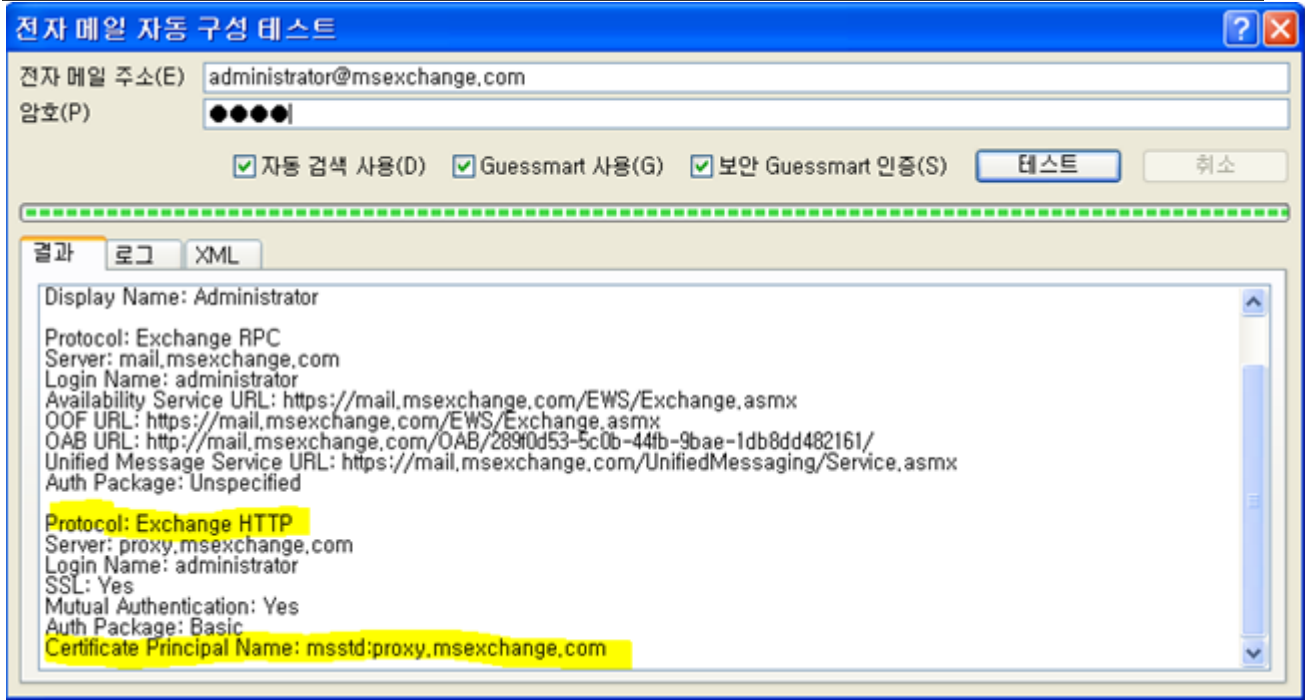 전자 메일 자동 구성 테스트
전자 메일 주소(E) administrator@msexchange.com
암호(P) ●●●●
자동 검색 사용(D) Guessmart 사용(G) 보안 Guessmart 인증(S) 테스트 취소
결과 로그 XML
Display Name: Administrator
Protocol: Exchange RPC
Server: mail.msexchange.com
Login Name: administrator
Availability Service URL: https://mail.msexchange.com/EWS/Exchange.asmx
OOF URL: https://mail.msexchange.com/EWS/Exchange.asmx
OAB URL: http://mail.msexchange.com/OAB/289f0d53-5c0b-44fb-9bae-1db8dd482161/
Unified Message Service URL: https://mail.msexchange.com/UnifiedMessaging/Service.asmx
Auth Package: Unspecified
Protocol: Exchange HTTP
Server: proxy.msexchange.com
Login Name: administrator
SSL: Yes
Mutual Authentication: Yes
Auth Package: Basic
Certificate Principal Name: msstd:proxy.msexchange.com